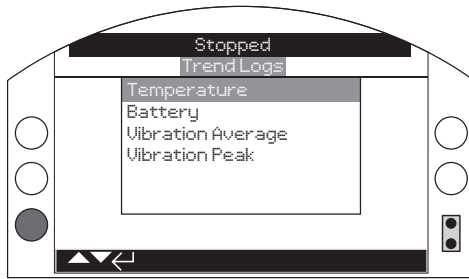 Stopped
Trend Logs
Temperature
Battery
Vibration Average
Vibration Peak